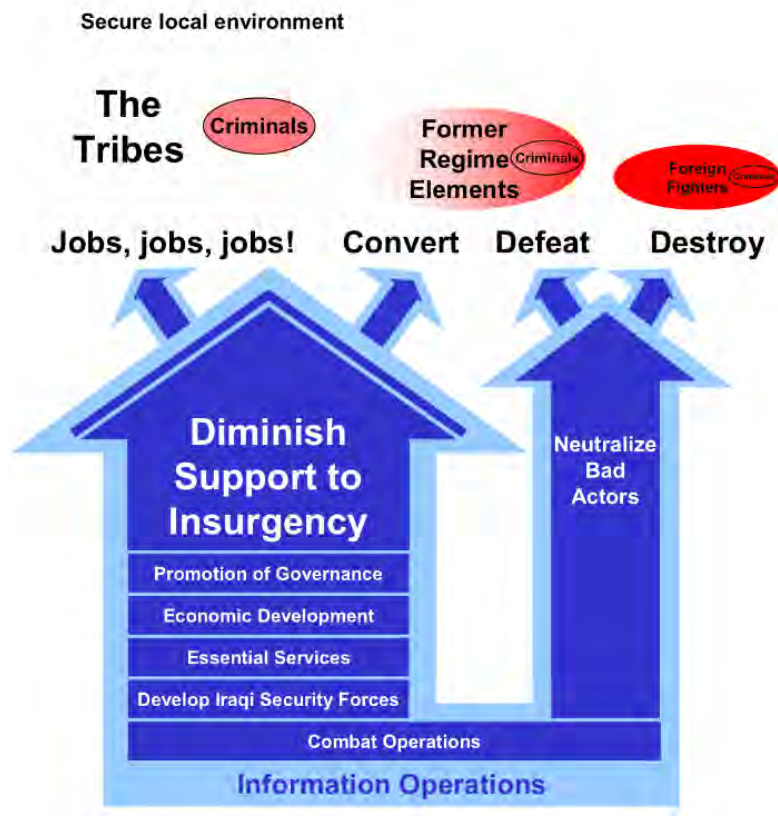 Secure local environment
The
Tribes
Criminals
Former
Regime
Elements
Criminals
Foreign
Fighters
Criminals
Jobs, jobs, jobs!
Convert
Defeat
Destroy
Diminish
Support to
Insurgency
Neutralize
Bad
Actors
Promotion of Governance
Economic Development
Essential Services
Develop Iraqi Security Forces
Combat Operations
Information Operations